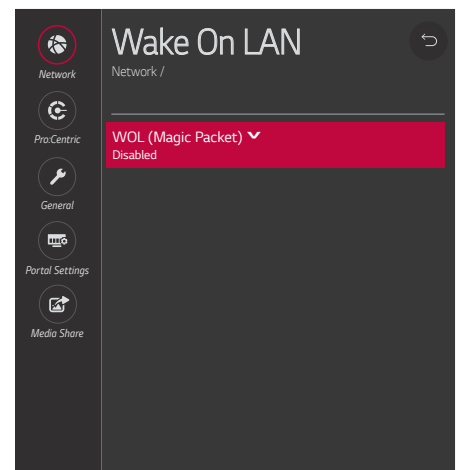 Wake On LAN
Network /
WOL (Magic Packet)
Disabled
Network
Pro:Centric
General
Portal Settings
Media Share